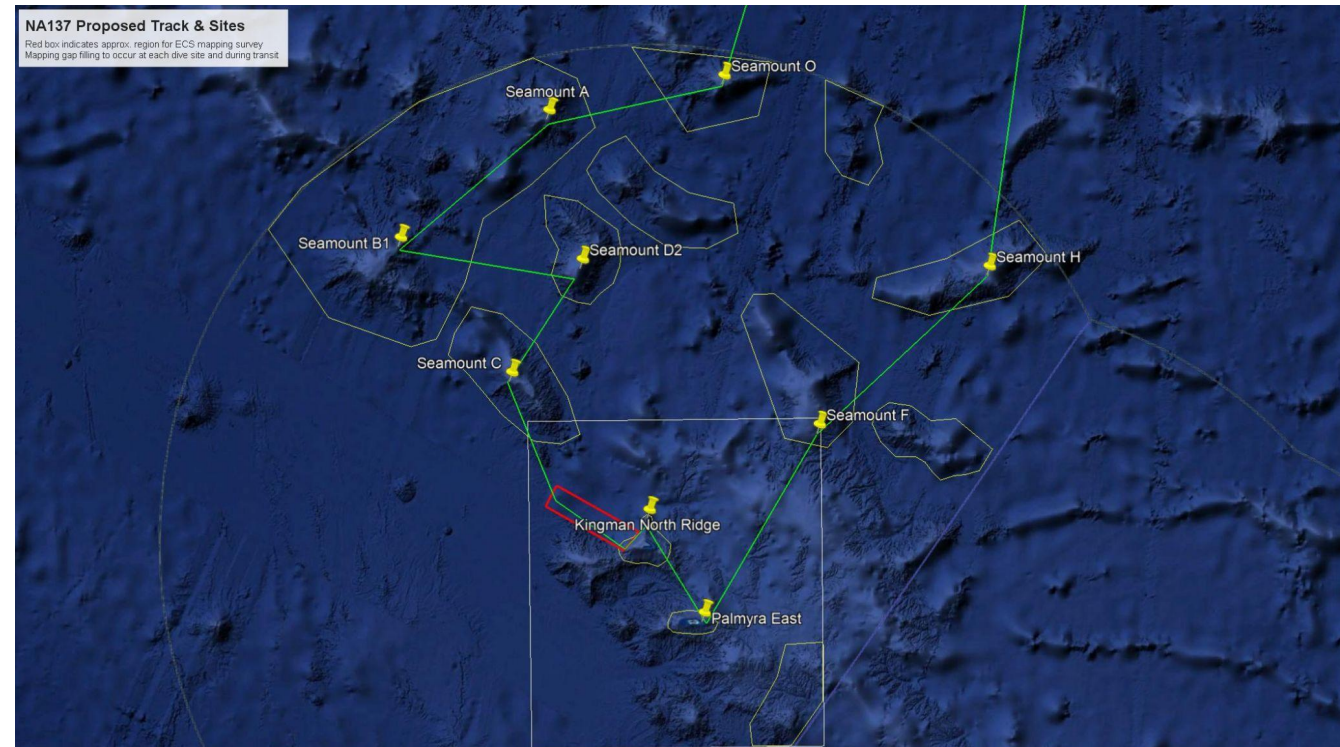 NA137 Proposed Track & Sites
Red box indicates approx. region for ECS mapping survey
Mapping gap filling to occur at each dive site and during transit
Seamount O
Seamount A
Seamount B1
Seamount D2
Seamount H
Seamount C
Seamount F
Kingman North Ridge
Palmyra East